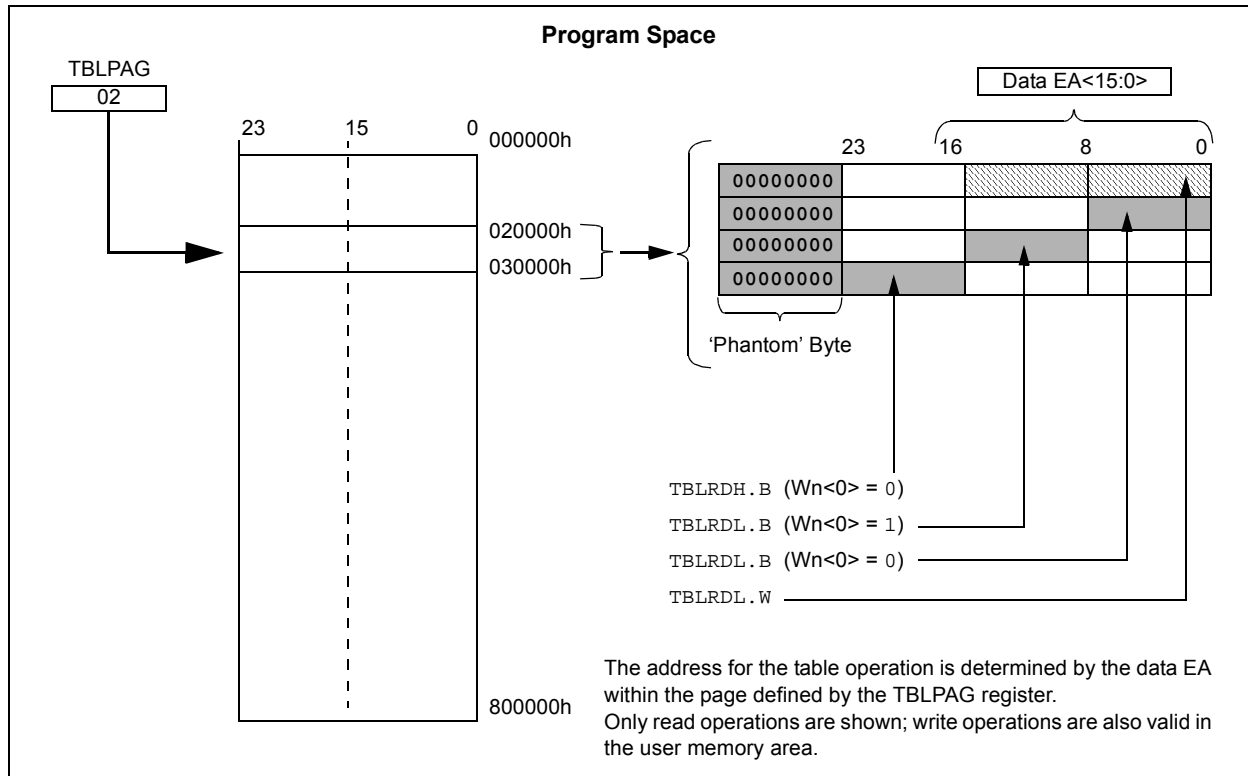 Program Space
TBLPAG
02
Data EA<15:0>
23 15 0
000000h
23 16 8 0
00000000
00000000
020000h
00000000
030000h
00000000
‘Phantom’ Byte
TBLRDH.B (Wn<0> = 0)
TBLRDL.B (Wn<0> = 1)
TBLRDL.B (Wn<0> = 0)
TBLRDL.W
The address for the table operation is determined by the data EA
within the page defined by the TBLPAG register.
Only read operations are shown; write operations are also valid in
the user memory area.
800000h